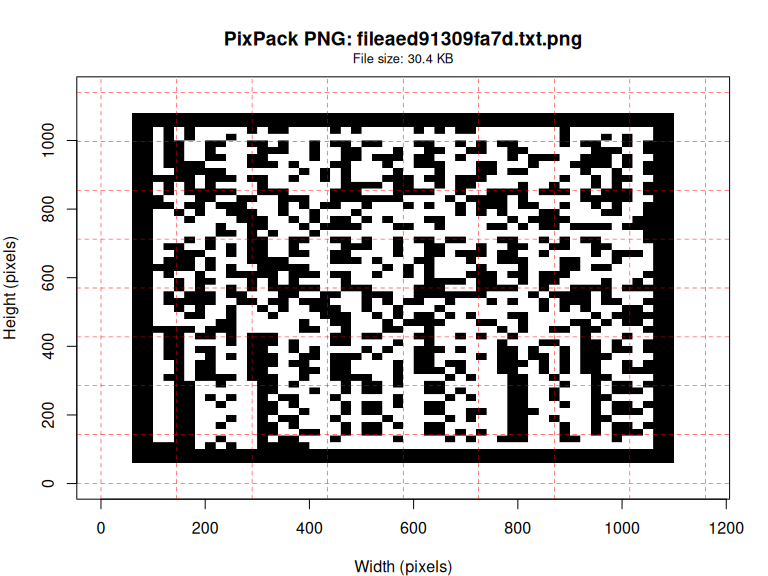 PixPack PNG: fileaed91309fa7d.txt.png
File size: 30.4 KB
Height (pixels)
1000
800
600
400
200
0
0 200 400 600 800 1000 1200
Width (pixels)